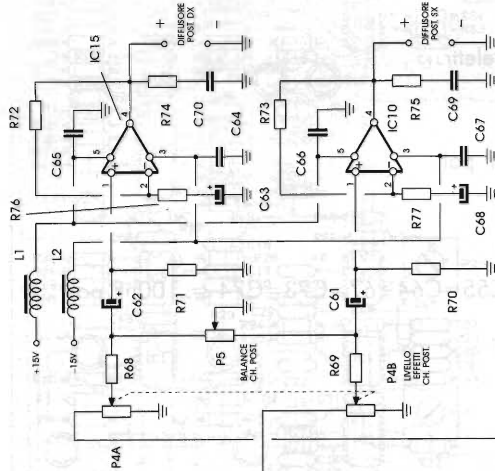 +
DIFFUSORE
POST. DX
−
IC15
R72
R74
C70
C65
C64
4
5
3
1
2
+
−
R76
+
C63
L1
L2
+15V
−15V
C62
+
R71
R68
P5
BALANCE
CH. POST.
P4A
+
DIFFUSORE
POST. SX
−
R73
IC10
R75
C69
C66
C67
4
5
3
1
2
+
−
R77
+
C68
C61
+
R70
R69
P4B
LIVELLO
EFFETTI
CH. POST.